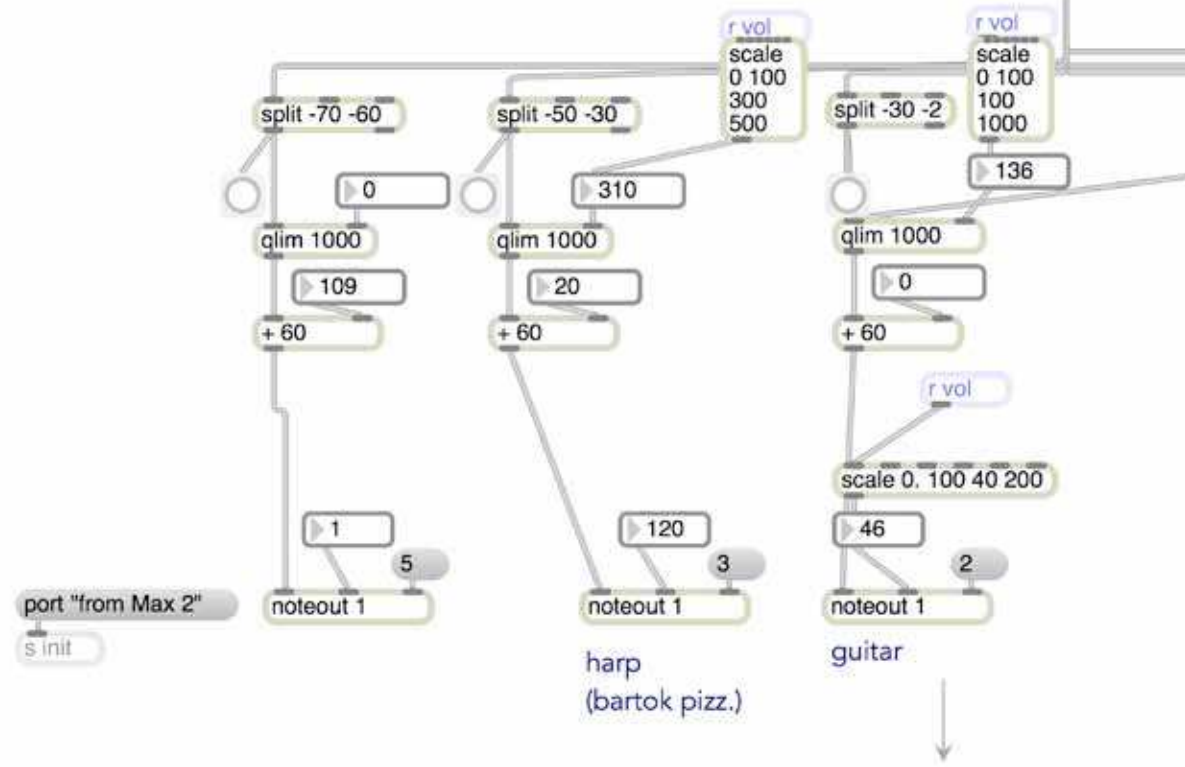 r vol
scale
0 100
300
500
r vol
scale
0 100
100
1000
split -70 -60
split -50 -30
split -30 -2
0
310
136
qlim 1000
qlim 1000
qlim 1000
109
20
0
+ 60
+ 60
+ 60
r vol
scale 0. 100 40 200
1
120
46
5
3
2
port "from Max 2"
noteout 1
noteout 1
noteout 1
s init
harp
(bartok pizz.)
guitar